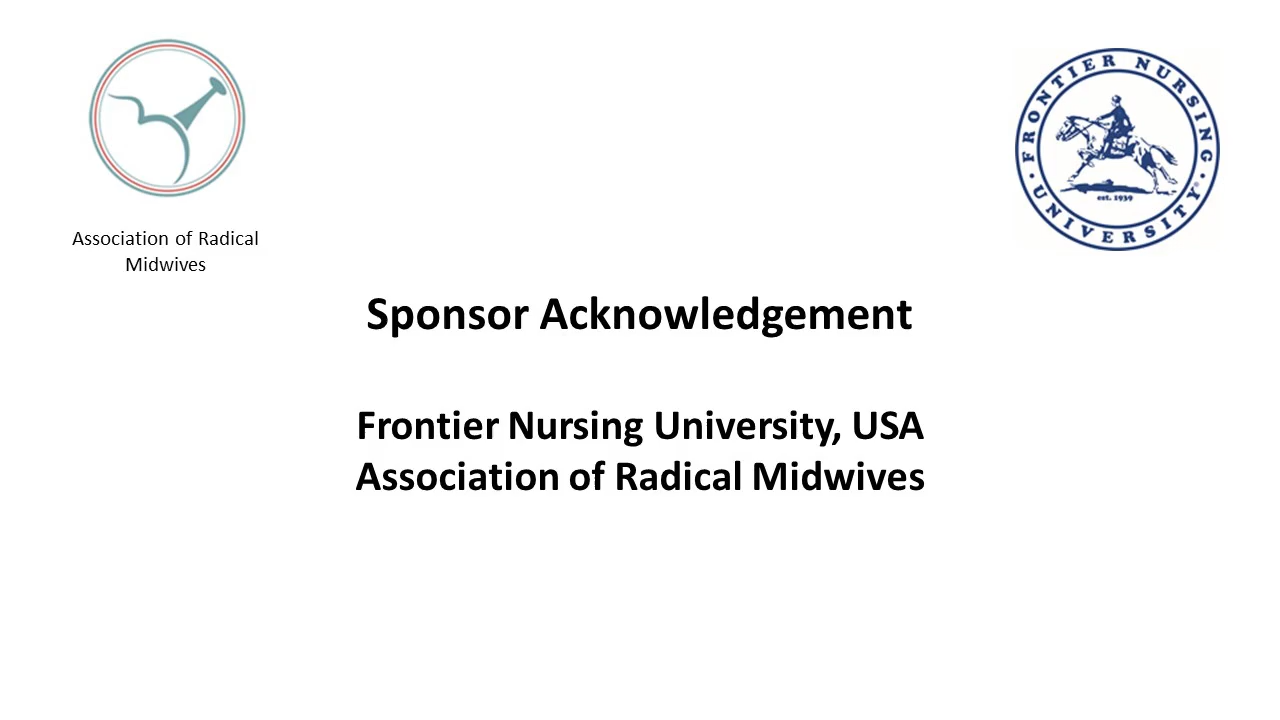 FRONTIER NURSING
UNIVERSITY
est. 1939
Association of Radical
Midwives
Sponsor Acknowledgement
Frontier Nursing University, USA
Association of Radical Midwives